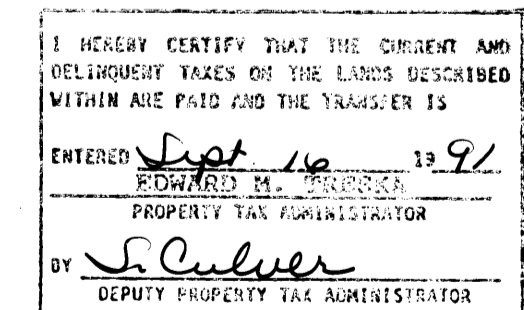 I HEREBY CERTIFY THAT THE CURRENT AND
DELINQUENT TAXES ON THE LANDS DESCRIBED
WITHIN ARE PAID AND THE TRANSFER IS
ENTERED Sept. 16 19 91
EDWARD M. TRESKA
PROPERTY TAX ADMINISTRATOR
BY S. Culver
DEPUTY PROPERTY TAX ADMINISTRATOR